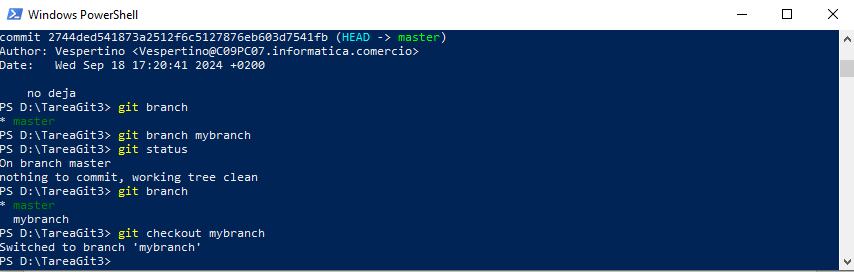 Windows PowerShell
commit 2744ded541873a2512f6c5127876eb603d7541fb (HEAD -> master)
Author: Vespertino <Vespertino@C09PC07.informatica.comercio>
Date:   Wed Sep 18 17:20:41 2024 +0200
    no deja
PS D:\TareaGit3> git branch
* master
PS D:\TareaGit3> git branch mybranch
PS D:\TareaGit3> git status
On branch master
nothing to commit, working tree clean
PS D:\TareaGit3> git branch
* master
  mybranch
PS D:\TareaGit3> git checkout mybranch
Switched to branch 'mybranch'
PS D:\TareaGit3>